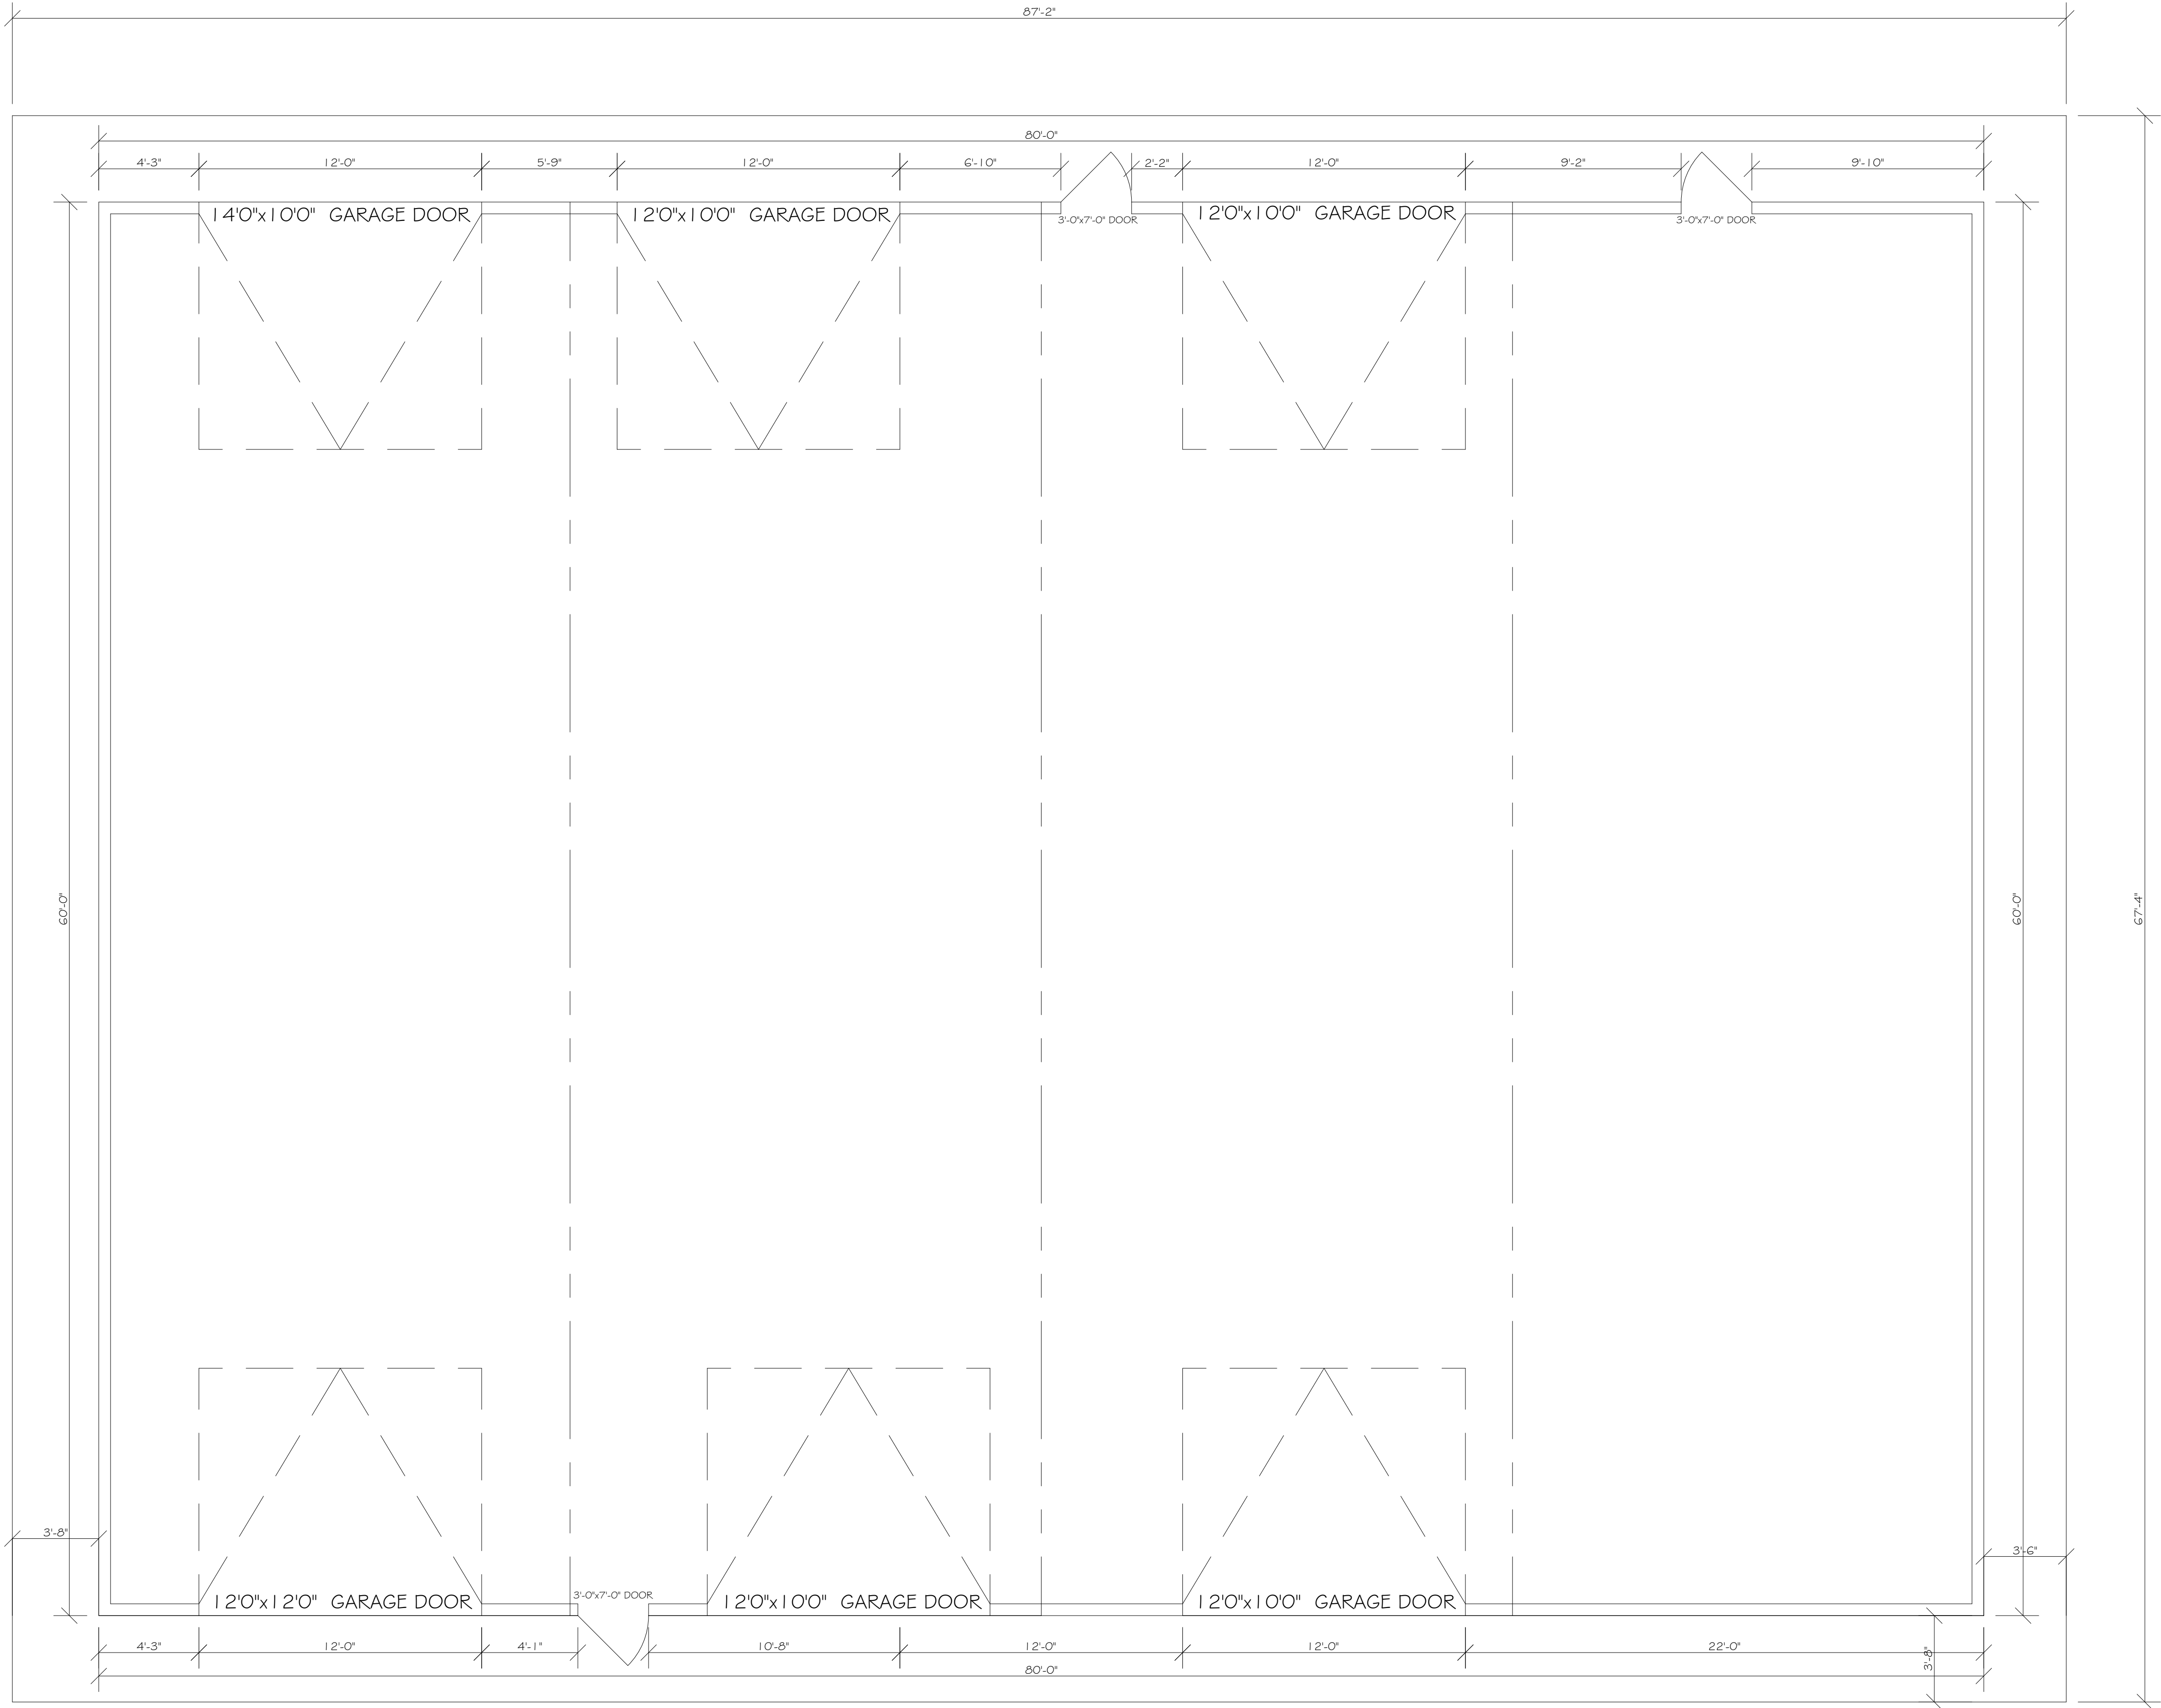 87'-2"
80'-0"
4'-3" 12'-0" 5'-9" 12'-0" 6'-10" 2'-2" 12'-0" 9'-2" 9'-10"
14'0"x10'0" GARAGE DOOR 12'0"x10'0" GARAGE DOOR 12'0"x10'0" GARAGE DOOR
3'-0"x7'-0" DOOR 3'-0"x7'-0" DOOR
60'-0" 60'-0" 67'-4"
3'-8"
3'-6"
3'-0"x7'-0" DOOR
12'0"x12'0" GARAGE DOOR 12'0"x10'0" GARAGE DOOR 12'0"x10'0" GARAGE DOOR
4'-3" 12'-0" 4'-1" 10'-8" 12'-0" 12'-0" 22'-0"
3'-8"
80'-0"